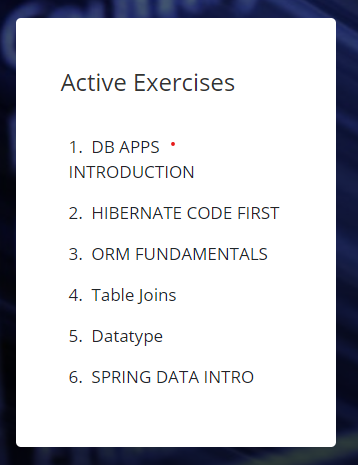 Active Exercises
1. DB APPS
INTRODUCTION
2. HIBERNATE CODE FIRST
3. ORM FUNDAMENTALS
4. Table Joins
5. Datatype
6. SPRING DATA INTRO